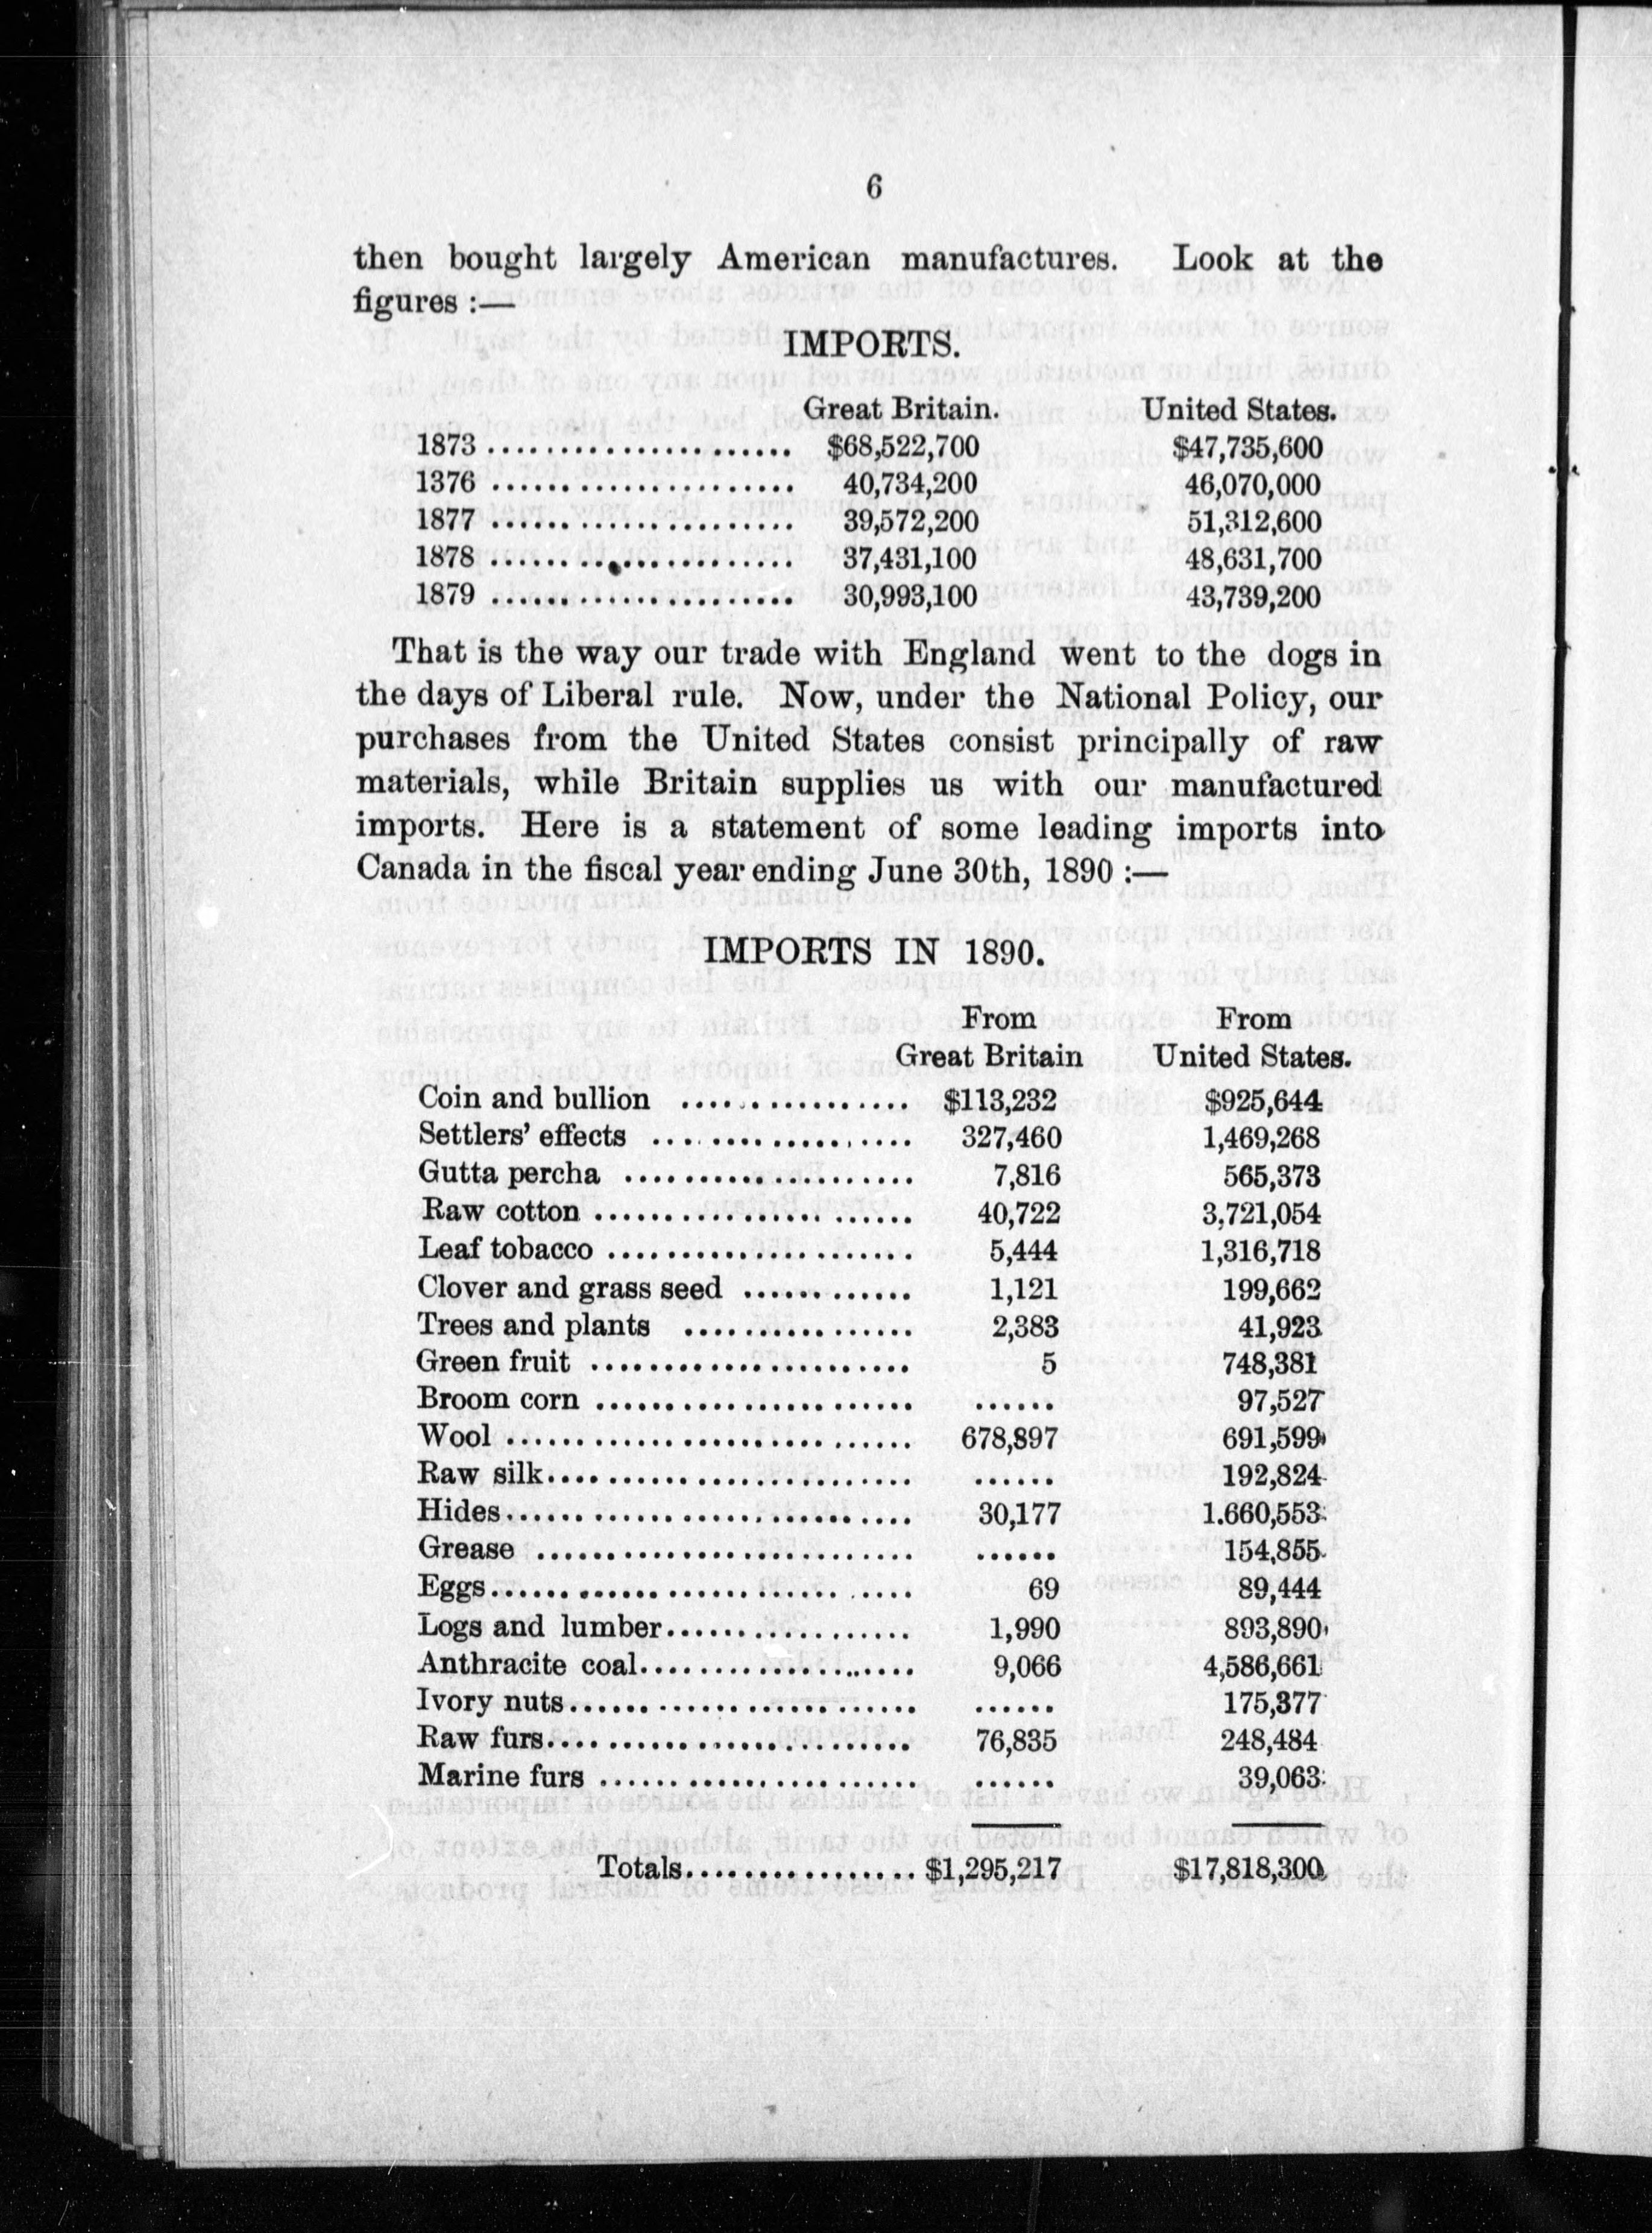 6
then bought largely American manufactures. Look at the
figures :—
IMPORTS.
Great Britain. United States.
1873 ..................... $68,522,700 $47,735,600
1376 ..................... 40,734,200 46,070,000
1877 ..................... 39,572,200 51,312,600
1878 ..................... 37,431,100 48,631,700
1879 ..................... 30,993,100 43,739,200
That is the way our trade with England went to the dogs in
the days of Liberal rule. Now, under the National Policy, our
purchases from the United States consist principally of raw
materials, while Britain supplies us with our manufactured
imports. Here is a statement of some leading imports into
Canada in the fiscal year ending June 30th, 1890 :—
IMPORTS IN 1890.
From From
Great Britain United States.
Coin and bullion ................ $113,232 $925,644
Settlers' effects .................. 327,460 1,469,268
Gutta percha .................... 7,816 565,373
Raw cotton ...................... 40,722 3,721,054
Leaf tobacco ..................... 5,444 1,316,718
Clover and grass seed ............ 1,121 199,662
Trees and plants ................ 2,383 41,923
Green fruit ...................... 5 748,381
Broom corn ...................... ...... 97,527
Wool ............................ 678,897 691,599
Raw silk......................... ...... 192,824
Hides............................ 30,177 1.660,553
Grease .......................... ...... 154,855
Eggs............................. 69 89,444
Logs and lumber................. 1,990 893,890
Anthracite coal................... 9,066 4,586,661
Ivory nuts........................ ...... 175,377
Raw furs......................... 76,835 248,484
Marine furs ...................... ...... 39,063
Totals................ $1,295,217 $17,818,300